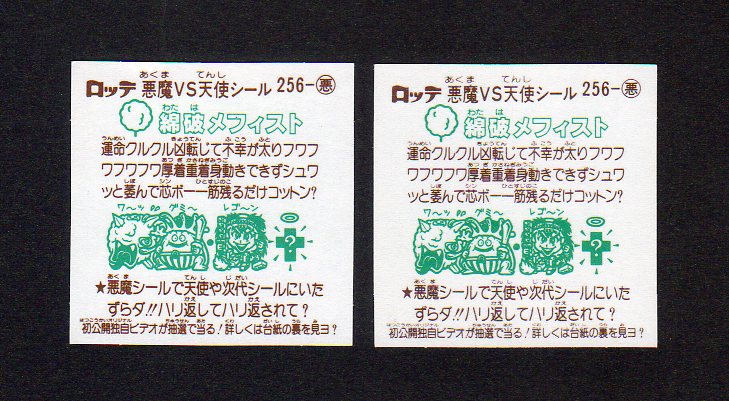 ロッテ 悪魔VS天使シール 256-悪
綿破メフィスト
運命クルクル凶転じて不幸が太りフワフ
ワフワフワ厚着重着身動きできずシュワ
ッと萎んで芯ボー一筋残るだけコットン?
ワ〜ッ ゲミ〜 レゴ〜ン
?
★悪魔シールで天使や次代シールにいた
ずらダ!!ハリ返してハリ返されて?
初公開独自ビデオが抽選で当る!詳しくは台紙の裏を見ヨ?
ロッテ 悪魔VS天使シール 256-悪
綿破メフィスト
運命クルクル凶転じて不幸が太りフワフ
ワフワフワ厚着重着身動きできずシュワ
ッと萎んで芯ボー一筋残るだけコットン?
ワ〜ッ ゲミ〜 レゴ〜ン
?
★悪魔シールで天使や次代シールにいた
ずらダ!!ハリ返してハリ返されて?
初公開独自ビデオが抽選で当る!詳しくは台紙の裏を見ヨ?